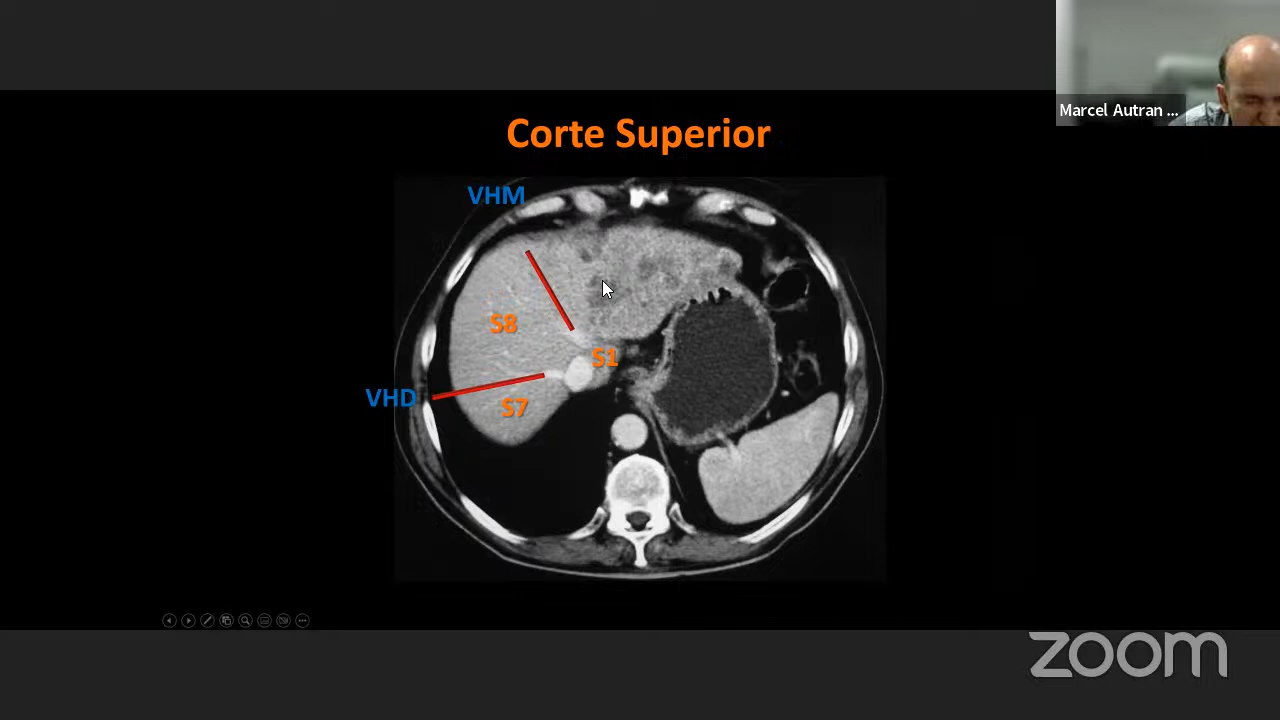 Marcel Autran ...
Corte Superior
VHM
S8
S1
VHD
S7
zoom